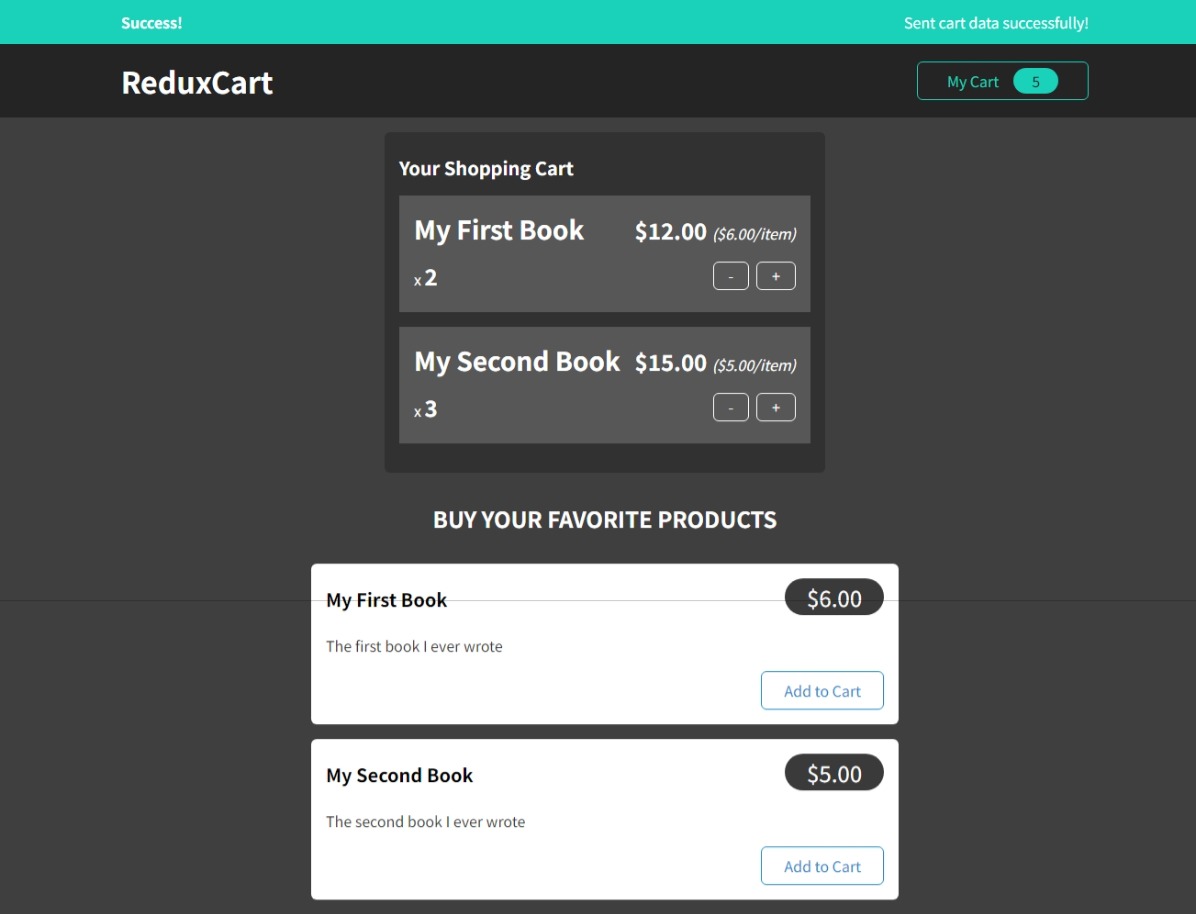 Success! Sent cart data successfully!
ReduxCart My Cart 5
Your Shopping Cart
My First Book $12.00 ($6.00/item)
x 2 - +
My Second Book $15.00 ($5.00/item)
x 3 - +
BUY YOUR FAVORITE PRODUCTS
My First Book $6.00
The first book I ever wrote
Add to Cart
My Second Book $5.00
The second book I ever wrote
Add to Cart